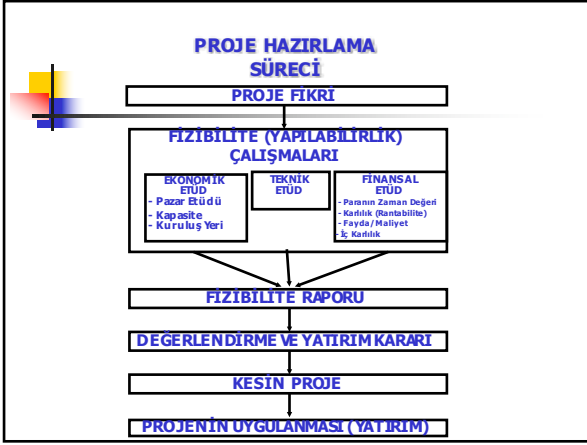 PROJE HAZIRLAMA
SÜRECİ
PROJE FİKRİ
FİZİBİLİTE (YAPILABİLİRLİK)
ÇALIŞMALARI
EKONOMİK
ETÜD
- Pazar Etüdü
- Kapasite
- Kuruluş Yeri
TEKNİK
ETÜD
FİNANSAL
ETÜD
- Paranın Zaman Değeri
- Karlılık (Rantabilite)
- Fayda/Maliyet
- İç Karlılık
FİZİBİLİTE RAPORU
DEĞERLENDİRME VE YATIRIM KARARI
KESİN PROJE
PROJENİN UYGULANMASI (YATIRIM)